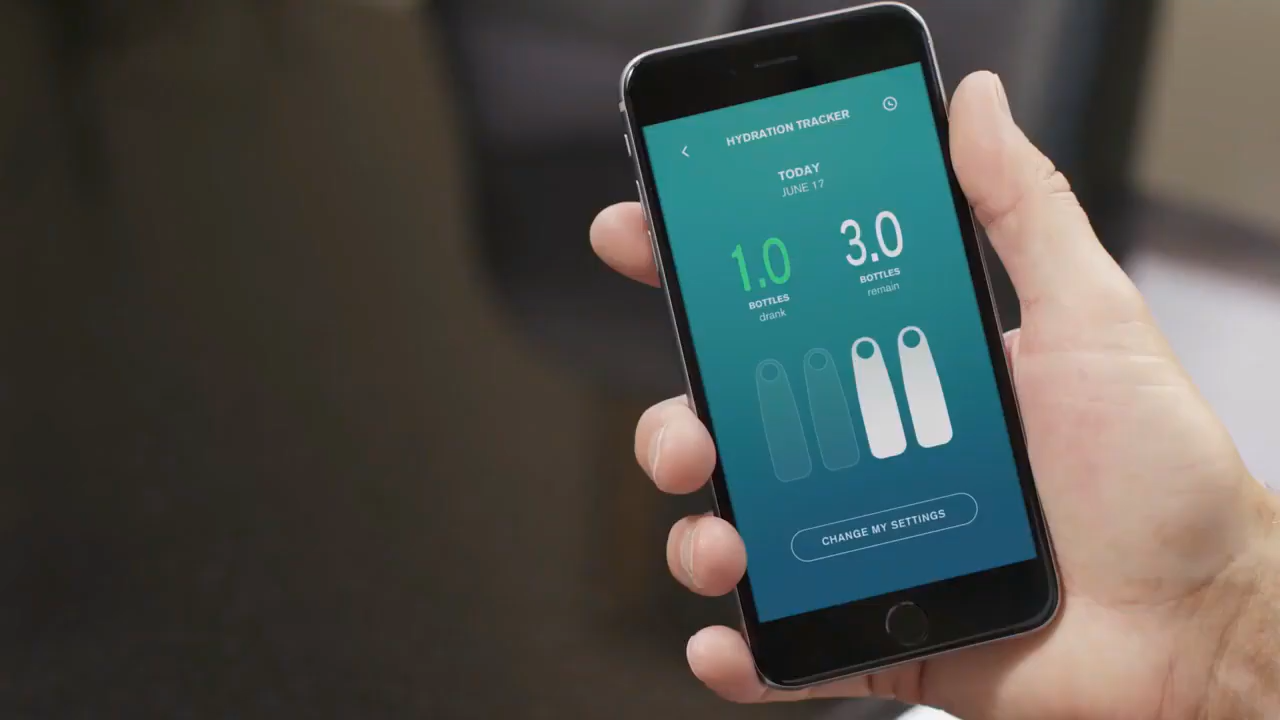 HYDRATION TRACKER
TODAY
JUNE 17
1.0
BOTTLES
drank
3.0
BOTTLES
remain
CHANGE MY SETTINGS